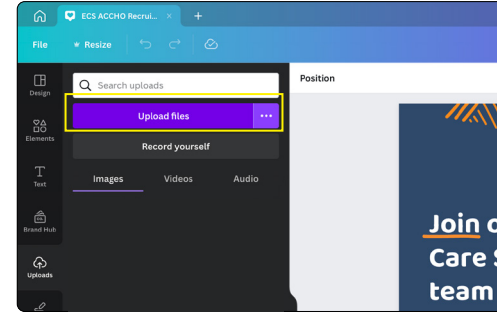 ECS ACCHO Recrui...
File
Resize
Search uploads
Position
Design
Upload files
Elements
Record yourself
Text
Images Videos Audio
Brand Hub
Join
Care
team
Uploads